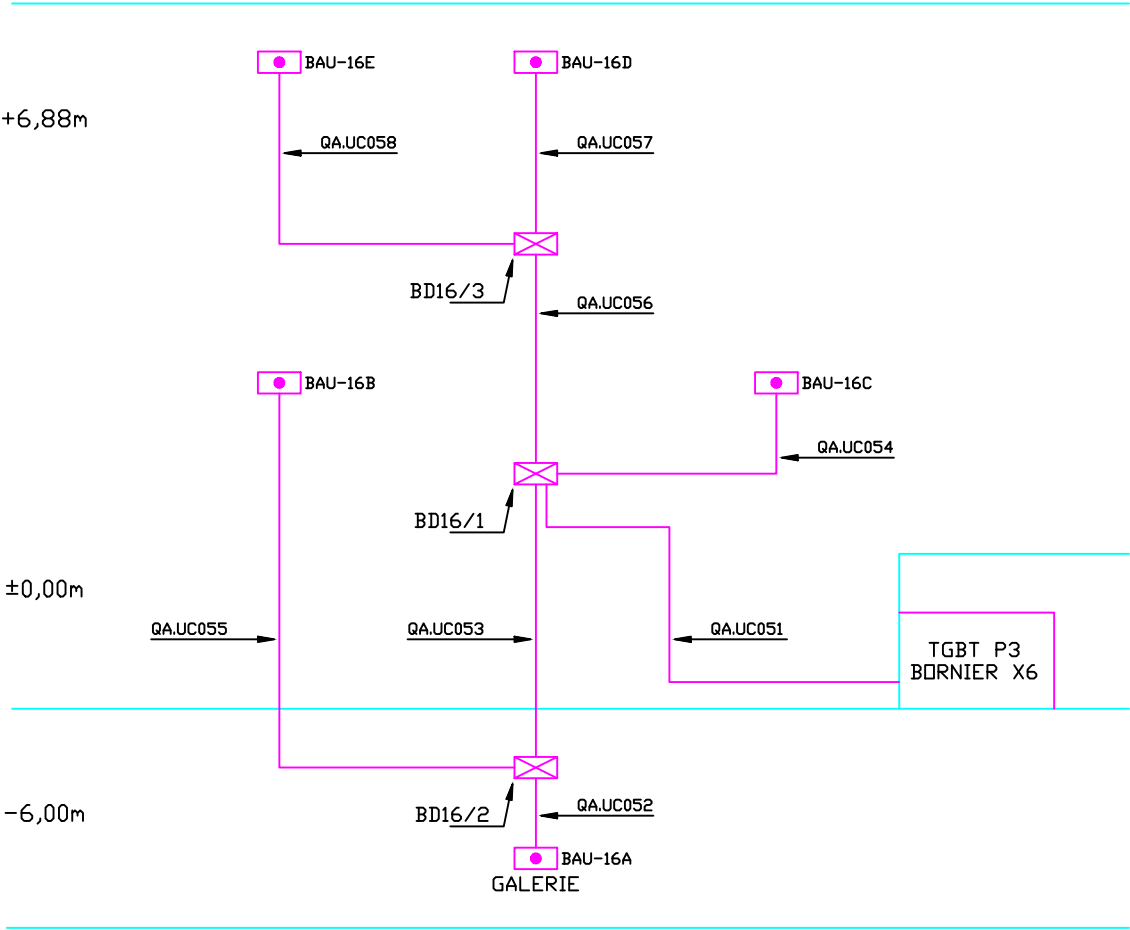 BAU-16E
BAU-16D
+6,88m
QA.UC058
QA.UC057
BD16/3
QA.UC056
BAU-16B
BAU-16C
QA.UC054
BD16/1
±0,00m
QA.UC055
QA.UC053
QA.UC051
TGBT P3
BORNIER X6
-6,00m
BD16/2
QA.UC052
BAU-16A
GALERIE